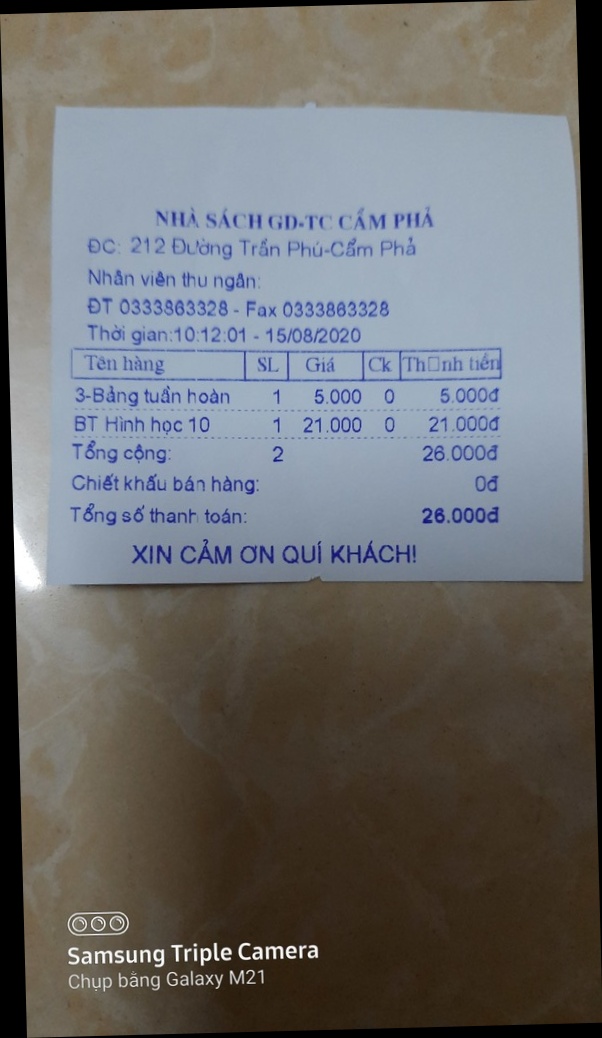 NHÀ SÁCH GD-TC CẨM PHẢ
ĐC: 212 Đường Trần Phú-Cẩm Phả
Nhân viên thu ngân:
ĐT 0333863328 - Fax 0333863328
Thời gian:10:12:01 - 15/08/2020
Tên hàng SL Giá Ck Th□nh tiền
3-Bảng tuần hoàn 1 5.000 0 5.000đ
BT Hình học 10 1 21.000 0 21.000đ
Tổng cộng: 2 26.000đ
Chiết khấu bán hàng: 0đ
Tổng số thanh toán: 26.000đ
XIN CẢM ƠN QUÍ KHÁCH!
Samsung Triple Camera
Chụp bằng Galaxy M21